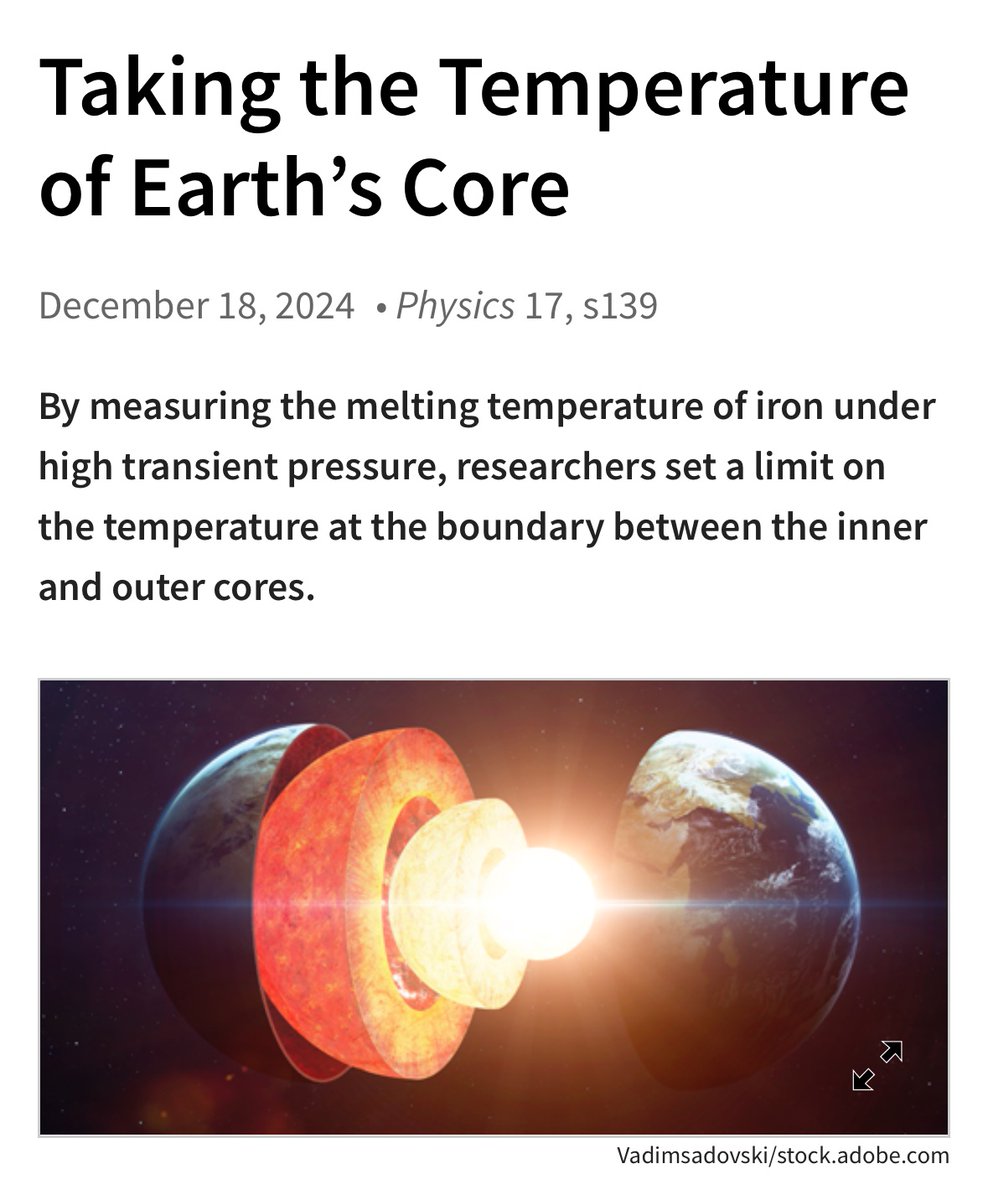 Taking the Temperature
of Earth’s Core
December 18, 2024 • Physics 17, s139
By measuring the melting temperature of iron under
high transient pressure, researchers set a limit on
the temperature at the boundary between the inner
and outer cores.
Vadimsadovski/stock.adobe.com